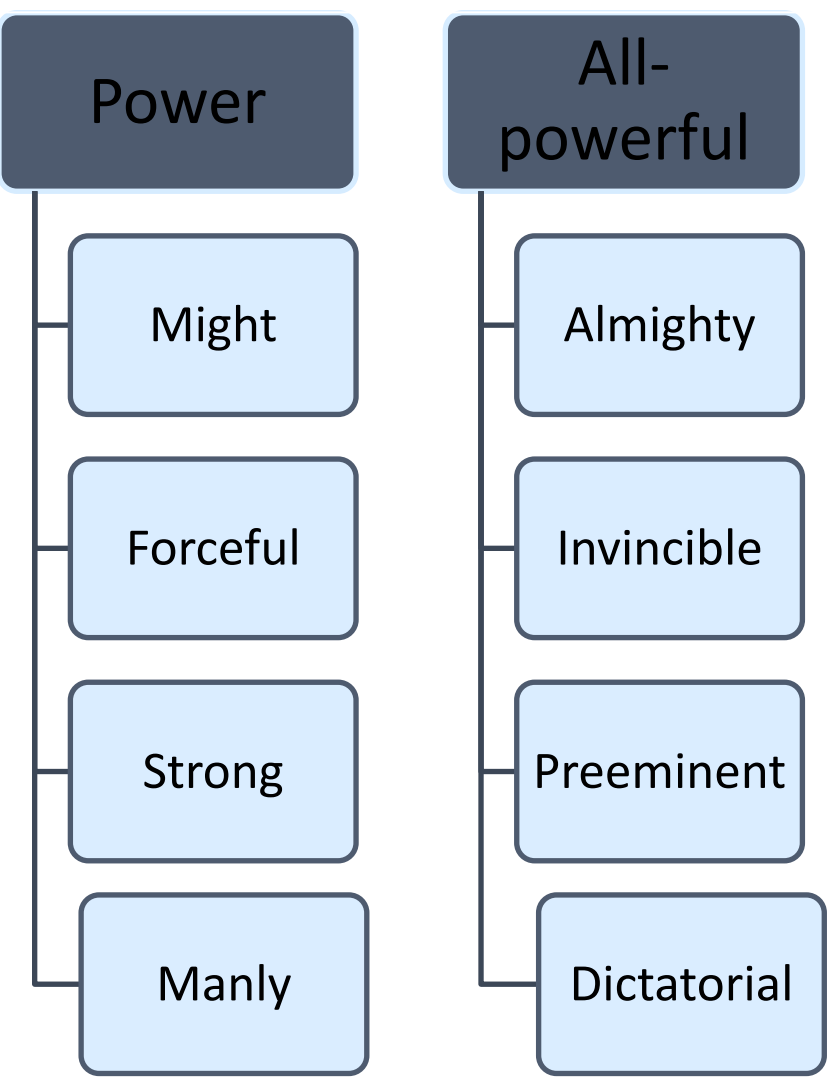 Power
Might
Forceful
Strong
Manly
All-
powerful
Almighty
Invincible
Preeminent
Dictatorial